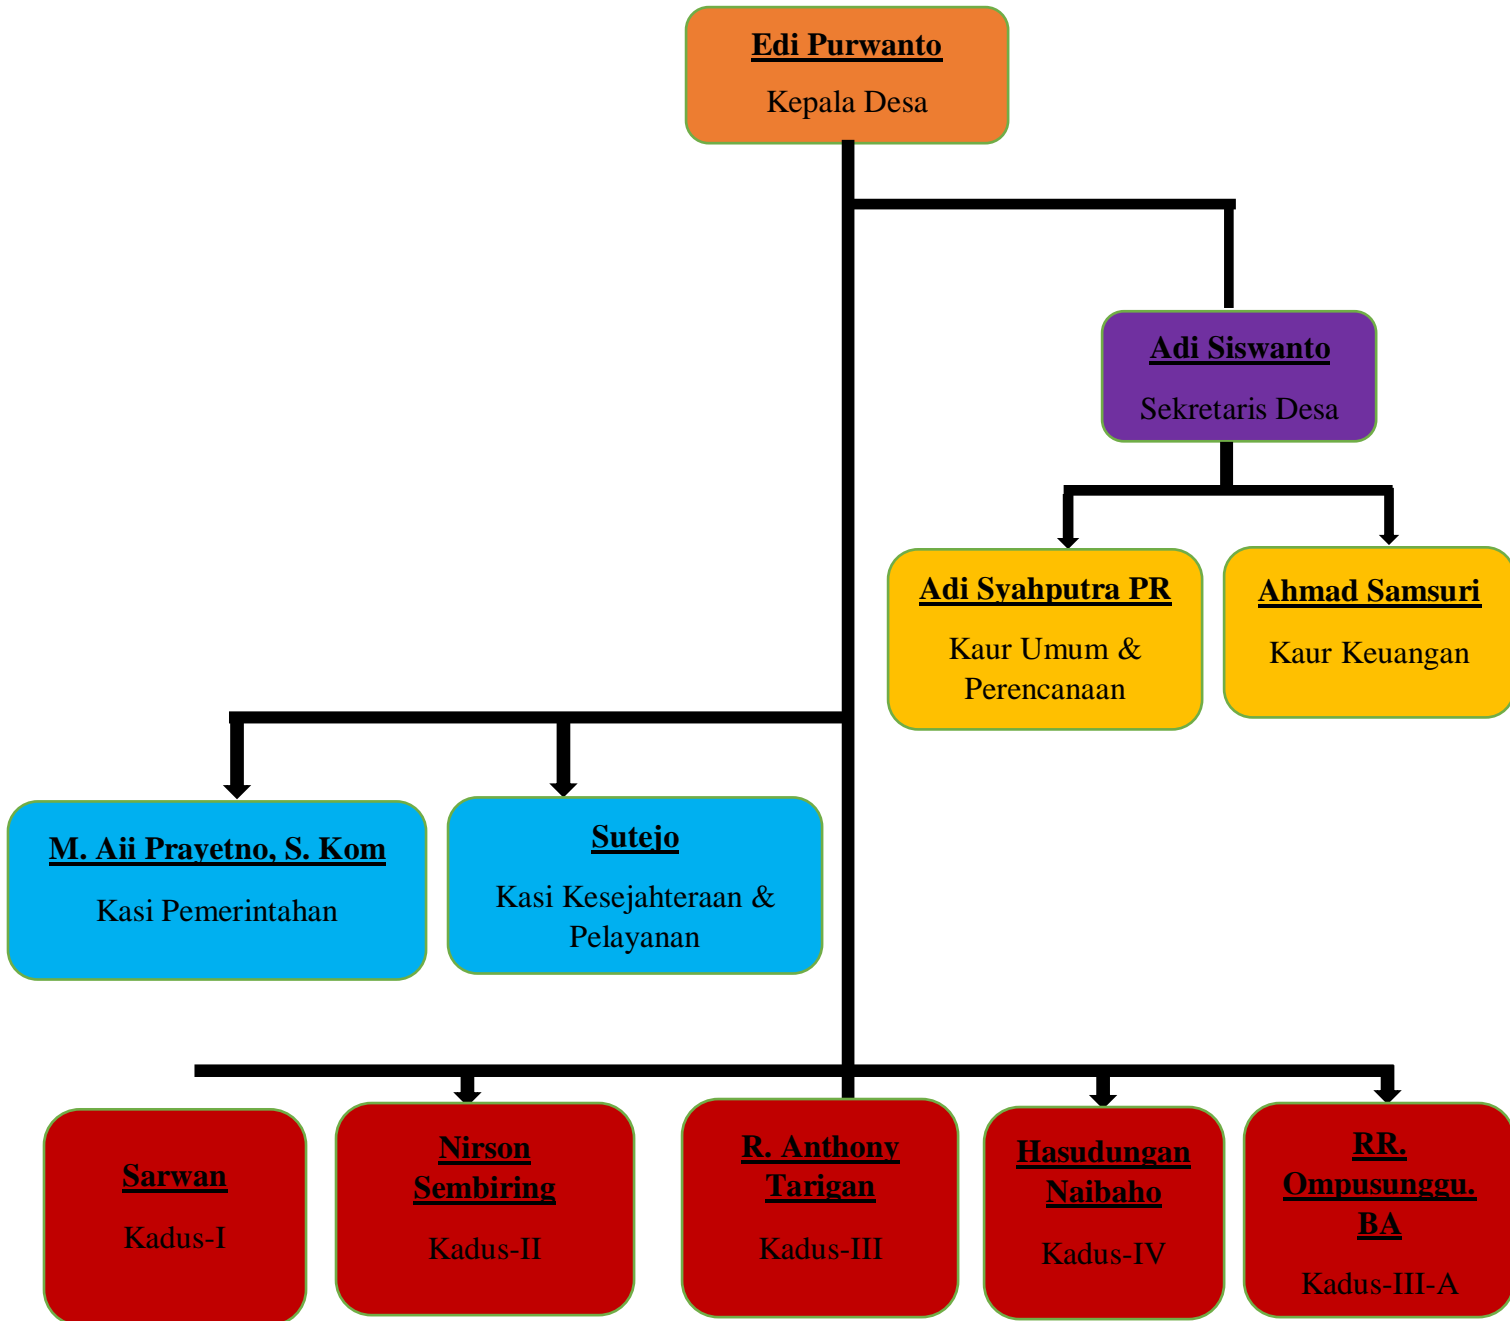 Edi Purwanto
Kepala Desa
Adi Siswanto
Sekretaris Desa
Adi Syahputra PR
Kaur Umum &
Perencanaan
Ahmad Samsuri
Kaur Keuangan
M. Aii Prayetno, S. Kom
Kasi Pemerintahan
Sutejo
Kasi Kesejahteraan &
Pelayanan
Sarwan
Kadus-I
Nirson
Sembiring
Kadus-II
R. Anthony
Tarigan
Kadus-III
Hasudungan
Naibaho
Kadus-IV
RR.
Ompusunggu.
BA
Kadus-III-A